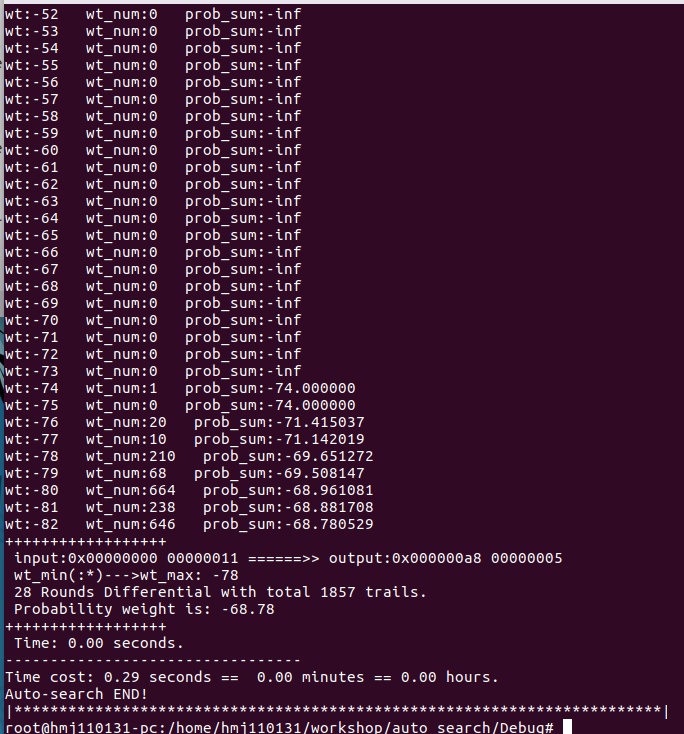 wt:-52   wt_num:0   prob_sum:-inf
wt:-53   wt_num:0   prob_sum:-inf
wt:-54   wt_num:0   prob_sum:-inf
wt:-55   wt_num:0   prob_sum:-inf
wt:-56   wt_num:0   prob_sum:-inf
wt:-57   wt_num:0   prob_sum:-inf
wt:-58   wt_num:0   prob_sum:-inf
wt:-59   wt_num:0   prob_sum:-inf
wt:-60   wt_num:0   prob_sum:-inf
wt:-61   wt_num:0   prob_sum:-inf
wt:-62   wt_num:0   prob_sum:-inf
wt:-63   wt_num:0   prob_sum:-inf
wt:-64   wt_num:0   prob_sum:-inf
wt:-65   wt_num:0   prob_sum:-inf
wt:-66   wt_num:0   prob_sum:-inf
wt:-67   wt_num:0   prob_sum:-inf
wt:-68   wt_num:0   prob_sum:-inf
wt:-69   wt_num:0   prob_sum:-inf
wt:-70   wt_num:0   prob_sum:-inf
wt:-71   wt_num:0   prob_sum:-inf
wt:-72   wt_num:0   prob_sum:-inf
wt:-73   wt_num:0   prob_sum:-inf
wt:-74   wt_num:1   prob_sum:-74.000000
wt:-75   wt_num:0   prob_sum:-74.000000
wt:-76   wt_num:20   prob_sum:-71.415037
wt:-77   wt_num:10   prob_sum:-71.142019
wt:-78   wt_num:210   prob_sum:-69.651272
wt:-79   wt_num:68   prob_sum:-69.508147
wt:-80   wt_num:664   prob_sum:-68.961081
wt:-81   wt_num:238   prob_sum:-68.881708
wt:-82   wt_num:646   prob_sum:-68.780529
++++++++++++++++++
 input:0x00000000 00000011 ======>> output:0x000000a8 00000005
 wt_min(:*)--->wt_max: -78
 28 Rounds Differential with total 1857 trails.
 Probability weight is: -68.78
++++++++++++++++++
 Time: 0.00 seconds.
---------------------------------
Time cost: 0.29 seconds ==  0.00 minutes == 0.00 hours.
Auto-search END!
|************************************************************************|
root@hmj110131-pc:/home/hmj110131/workshop/auto_search/Debug#